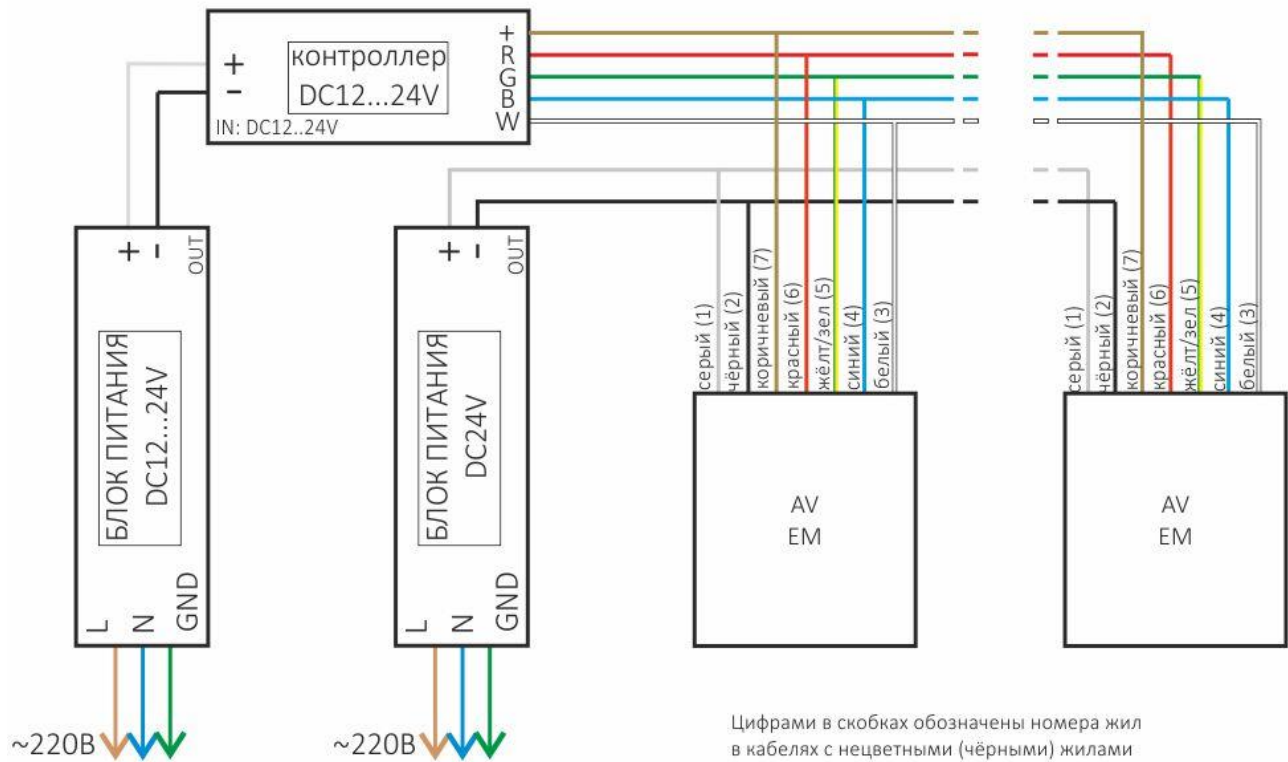 контроллер
DC12...24V
+
-
IN: DC12..24V
+
R
G
B
W
+
-
OUT
БЛОК ПИТАНИЯ
DC12...24V
L
N
GND
~220В
+
-
OUT
БЛОК ПИТАНИЯ
DC24V
L
N
GND
~220В
серый (1)
чёрный (2)
коричневый (7)
красный (6)
жёлт/зел (5)
синий (4)
белый (3)
AV
EM
серый (1)
чёрный (2)
коричневый (7)
красный (6)
жёлт/зел (5)
синий (4)
белый (3)
AV
EM
Цифрами в скобках обозначены номера жил
в кабелях с нецветными (чёрными) жилами